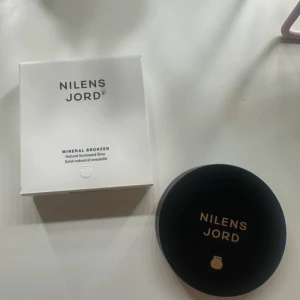 NILENS
JORD
MINERAL BRONZER
Natural Sunkissed Glow
NILENS
JORD